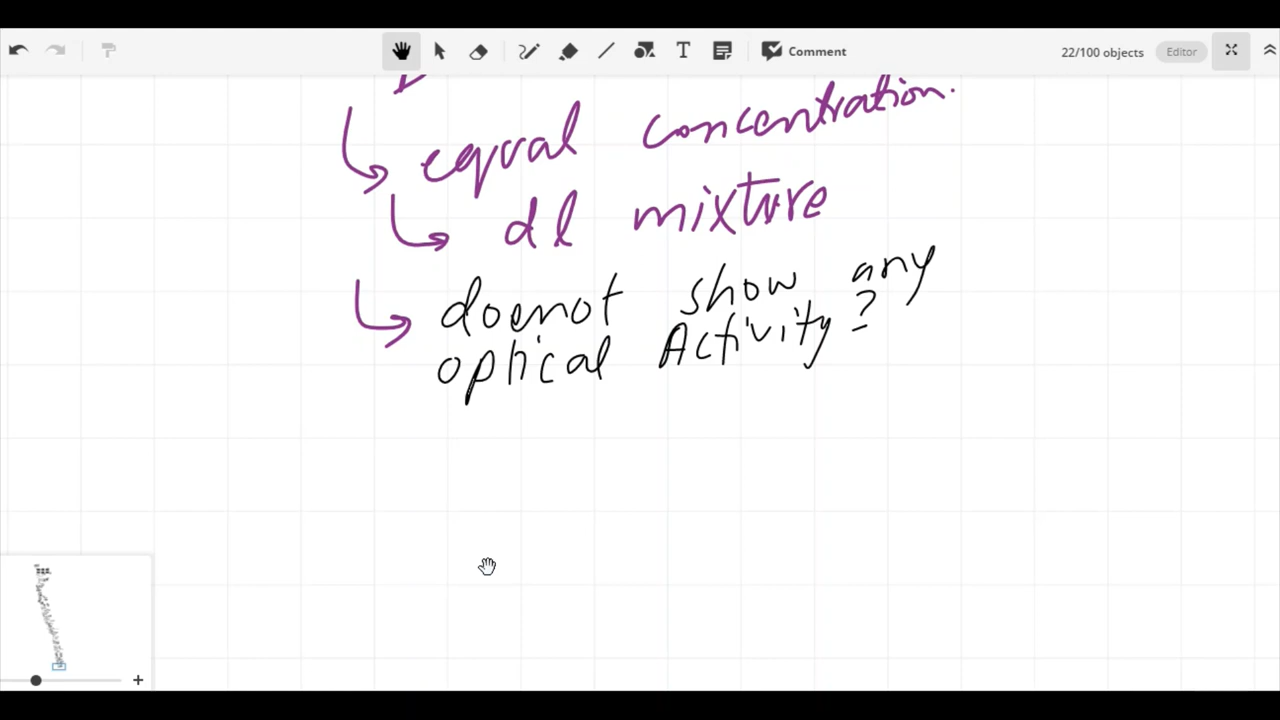 Comment
22/100 objects
Editor
equal concentration.
dl mixture
doenot show any
optical Activity?